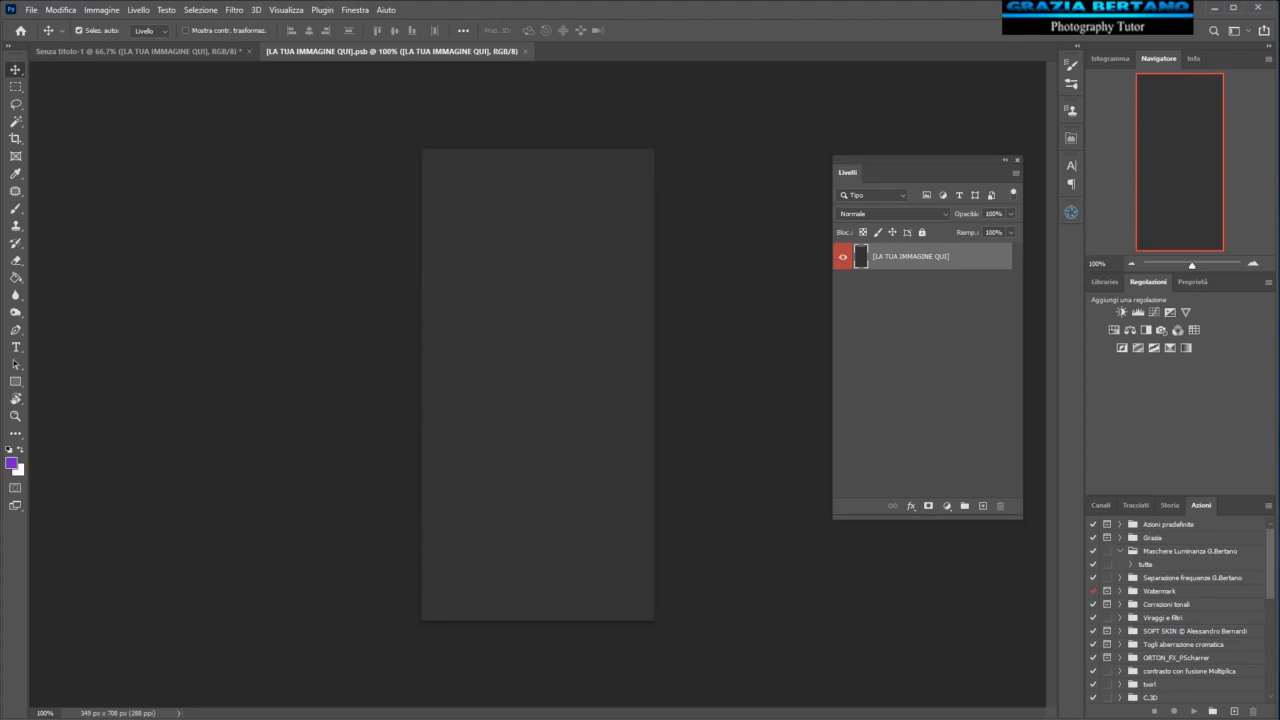 GRAZIA BERTANO
Photography Tutor
Ps File Modifica Immagine Livello Testo Selezione Filtro 3D Visualizza Plugin Finestra Aiuto
Selez. auto: Livello Mostra contr. trasformaz. Mod. 3D:
Senza titolo-1 @ 66,7% ([LA TUA IMMAGINE QUI], RGB/8) * ×
[LA TUA IMMAGINE QUI].psb @ 100% ([LA TUA IMMAGINE QUI], RGB/8) ×
Istogramma Navigatore Info
100%
Livelli
Tipo
Normale Opacità: 100%
Bloc.: Riemp.: 100%
[LA TUA IMMAGINE QUI]
fx
Libraries Regolazioni Proprietà
Aggiungi una regolazione
Canali Tracciati Storia Azioni
Azioni predefinite
Grazia
Maschere Luminanza G.Bertano
tutte
Separazione frequenze G.Bertano
Watermark
Correzioni tonali
Viraggi e filtri
SOFT SKIN © Alessandro Bernardi
Togli aberrazione cromatica
ORTON_FX_PScharrer
contrasto con fusione Moltiplica
twirl
C.3D
100% 349 px x 708 px (288 ppi)